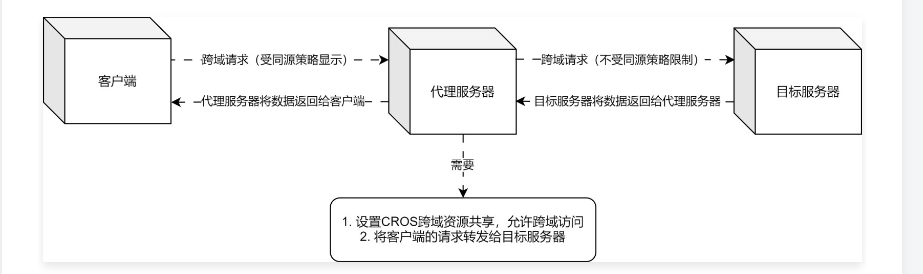 客户端
跨域请求（受同源策略显示）
代理服务器将数据返回给客户端
代理服务器
跨域请求（不受同源策略限制）
目标服务器将数据返回给代理服务器
目标服务器
需要
1. 设置CROS跨域资源共享，允许跨域访问
2. 将客户端的请求转发给目标服务器